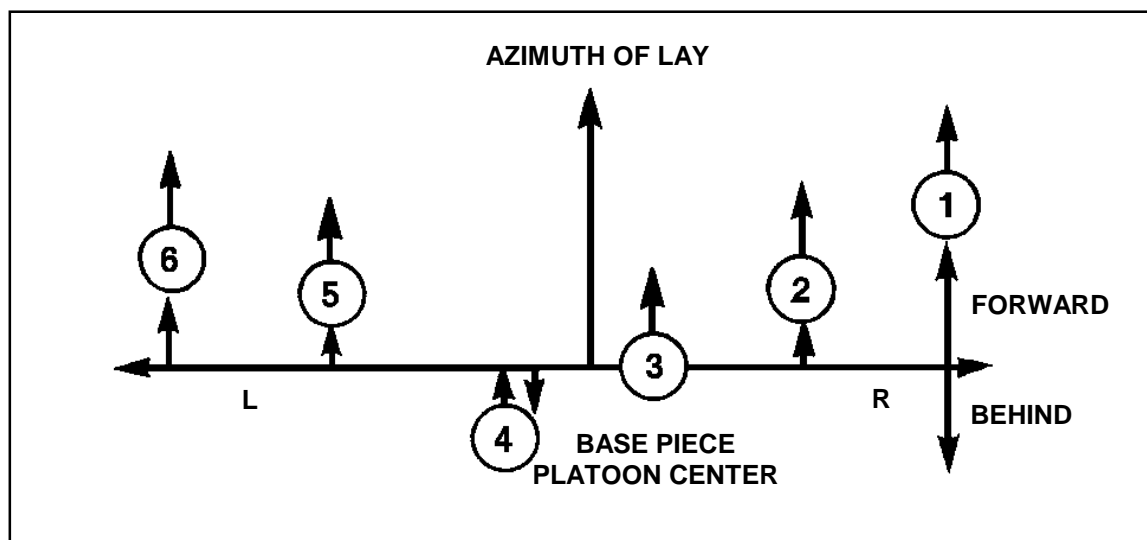 AZIMUTH OF LAY
1
6
5
2
FORWARD
3
L
R
BEHIND
4
BASE PIECE
PLATOON CENTER